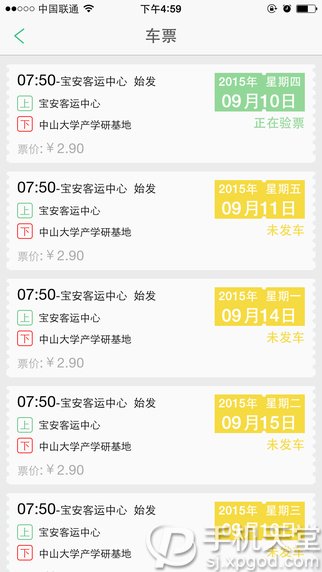 中国联通
下午4:59
车票
07:50-宝安客运中心 始发
2015年 星期四
09月10日
上 宝安客运中心
正在验票
下 中山大学产学研基地
票价:￥2.90
07:50-宝安客运中心 始发
2015年 星期五
09月11日
上 宝安客运中心
未发车
下 中山大学产学研基地
票价:￥2.90
07:50-宝安客运中心 始发
2015年 星期一
09月14日
上 宝安客运中心
未发车
下 中山大学产学研基地
票价:￥2.90
07:50-宝安客运中心 始发
2015年 星期二
09月15日
上 宝安客运中心
未发车
下 中山大学产学研基地
票价:￥2.90
07:50-宝安客运中心 始发
2015年 星期三
09月16日
上 宝安客运中心
未发车
下 中山大学产学研基地
手机天堂
sj.xpgod.com